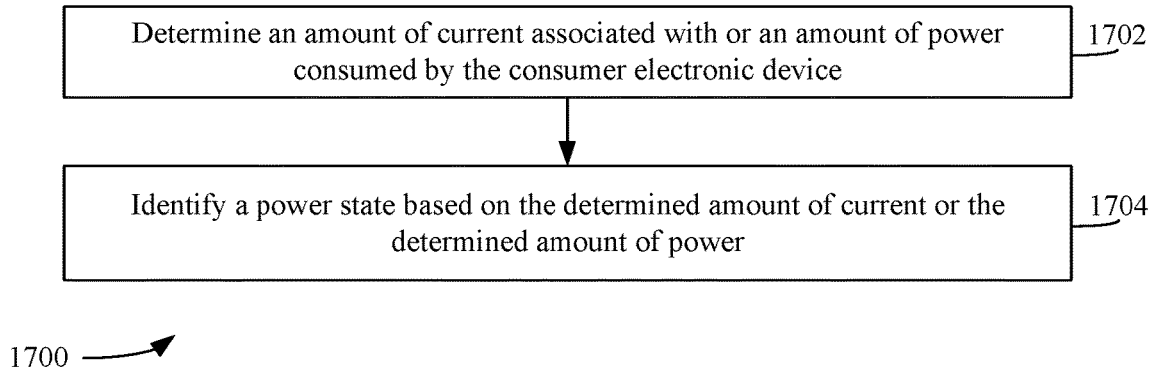 Determine an amount of current associated with or an amount of power
consumed by the consumer electronic device
1702
Identify a power state based on the determined amount of current or the
determined amount of power
1704
1700